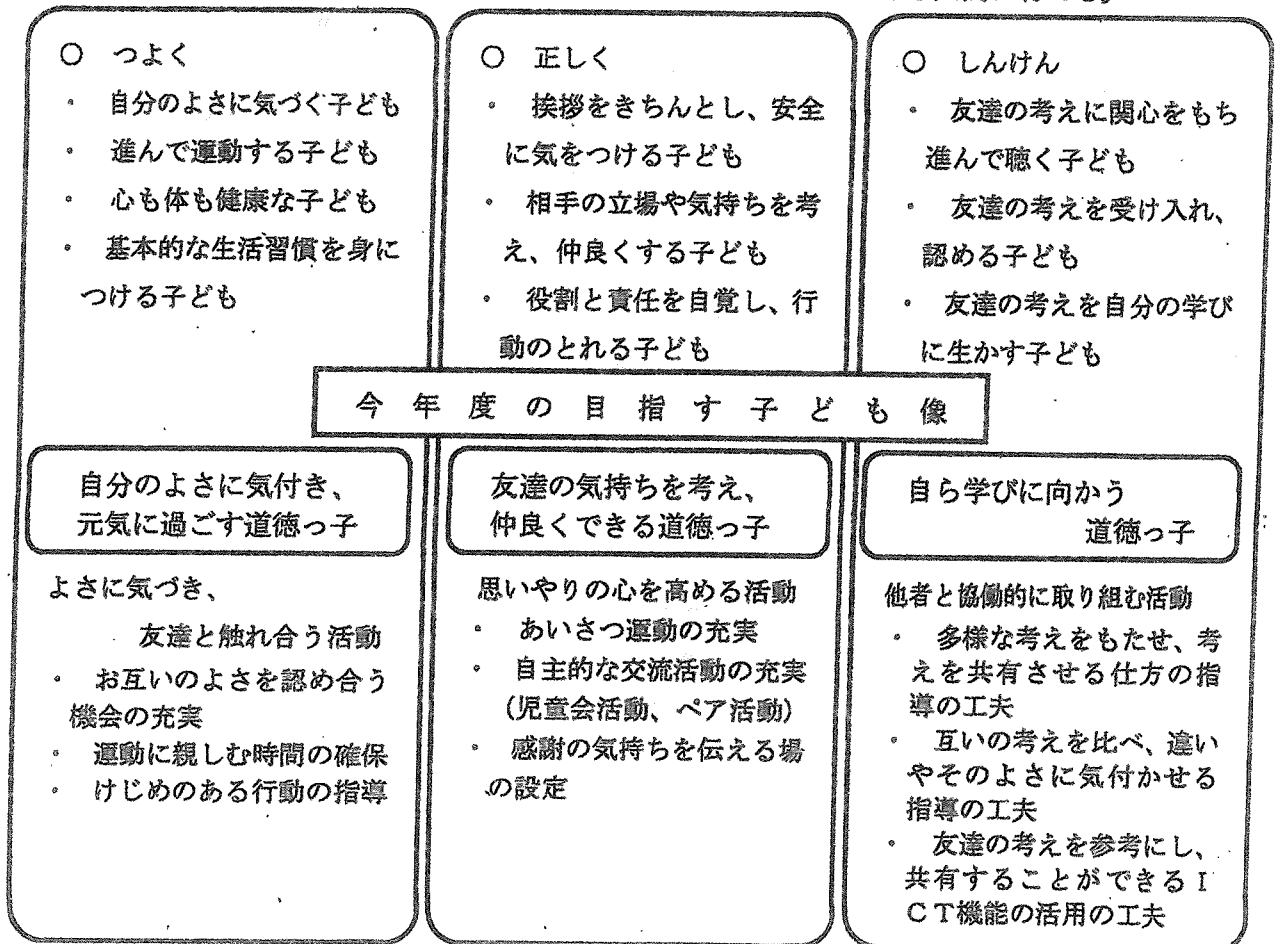 ○ つよく
・ 自分のよさに気づく子ども
・ 進んで運動する子ども
・ 心も体も健康な子ども
・ 基本的な生活習慣を身に
つける子ども
○ 正しく
・ 挨拶をきちんとし、安全
に気をつける子ども
・ 相手の立場や気持ちを考
え、仲良くする子ども
・ 役割と責任を自覚し、行
動のとれる子ども
○ しんけん
・ 友達の考えに関心をもち
進んで聴く子ども
・ 友達の考えを受け入れ、
認める子ども
・ 友達の考えを自分の学び
に生かす子ども
今年度の目指す子ども像
自分のよさに気付き、
元気に過ごす道徳っ子
よさに気づき、
友達と触れ合う活動
・ お互いのよさを認め合う
機会の充実
・ 運動に親しむ時間の確保
・ けじめのある行動の指導
友達の気持ちを考え、
仲良くできる道徳っ子
思いやりの心を高める活動
・ あいさつ運動の充実
・ 自主的な交流活動の充実
(児童会活動、ペア活動)
・ 感謝の気持ちを伝える場
の設定
自ら学びに向かう
道徳っ子
他者と協働的に取り組む活動
・ 多様な考えをもたせ、考
えを共有させる仕方の指
導の工夫
・ 互いの考えを比べ、違い
やそのよさに気付かせる
指導の工夫
・ 友達の考えを参考にし、
共有することができるI
CT機能の活用の工夫